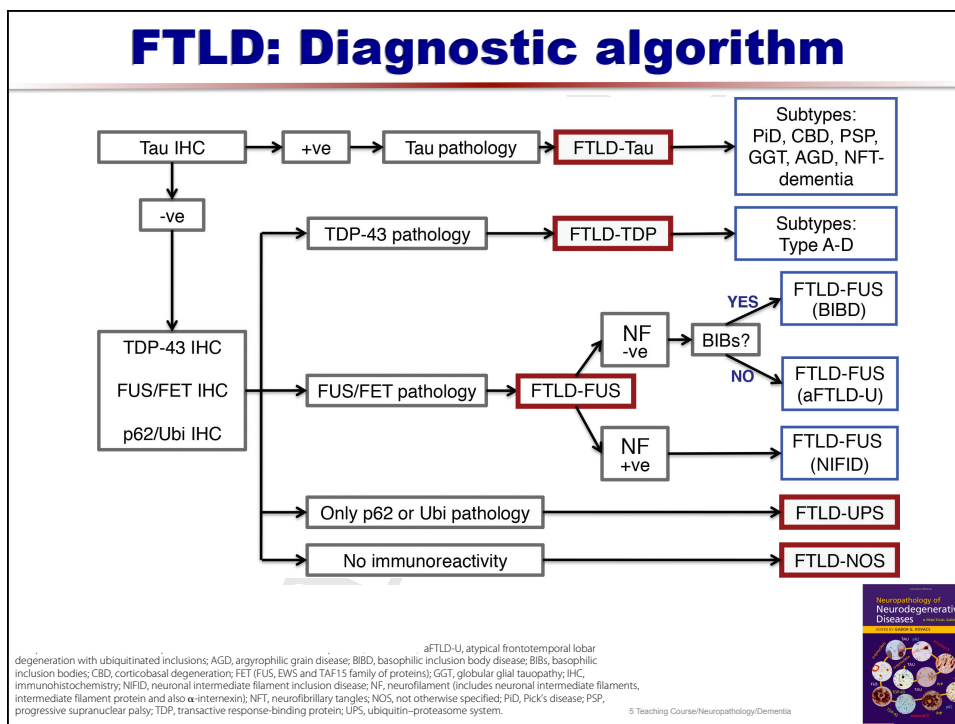 FTLD: Diagnostic algorithm
Tau IHC
+ve
Tau pathology
FTLD-Tau
Subtypes:
PiD, CBD, PSP,
GGT, AGD, NFT-
dementia
-ve
TDP-43 pathology
FTLD-TDP
Subtypes:
Type A-D
TDP-43 IHC
FUS/FET IHC
p62/Ubi IHC
FUS/FET pathology
FTLD-FUS
NF
-ve
BIBs?
YES
FTLD-FUS
(BIBD)
NO
FTLD-FUS
(aFTLD-U)
NF
+ve
FTLD-FUS
(NIFID)
Only p62 or Ubi pathology
FTLD-UPS
No immunoreactivity
FTLD-NOS
aFTLD-U, atypical frontotemporal lobar
degeneration with ubiquitinated inclusions; AGD, argyrophilic grain disease; BIBD, basophilic inclusion body disease; BIBs, basophilic
inclusion bodies; CBD, corticobasal degeneration; FET (FUS, EWS and TAF15 family of proteins); GGT, globular glial tauopathy; IHC,
immunohistochemistry; NIFID, neuronal intermediate filament inclusion disease; NF, neurofilament (includes neuronal intermediate filaments,
intermediate filament protein and also α-internexin); NFT, neurofibrillary tangles; NOS, not otherwise specified; PiD, Pick's disease; PSP,
progressive supranuclear palsy; TDP, transactive response-binding protein; UPS, ubiquitin–proteasome system.
5 Teaching Course/Neuropathology/Dementia
Neuropathology of
Neurodegenerative
Diseases
TAU
FUS
TAU